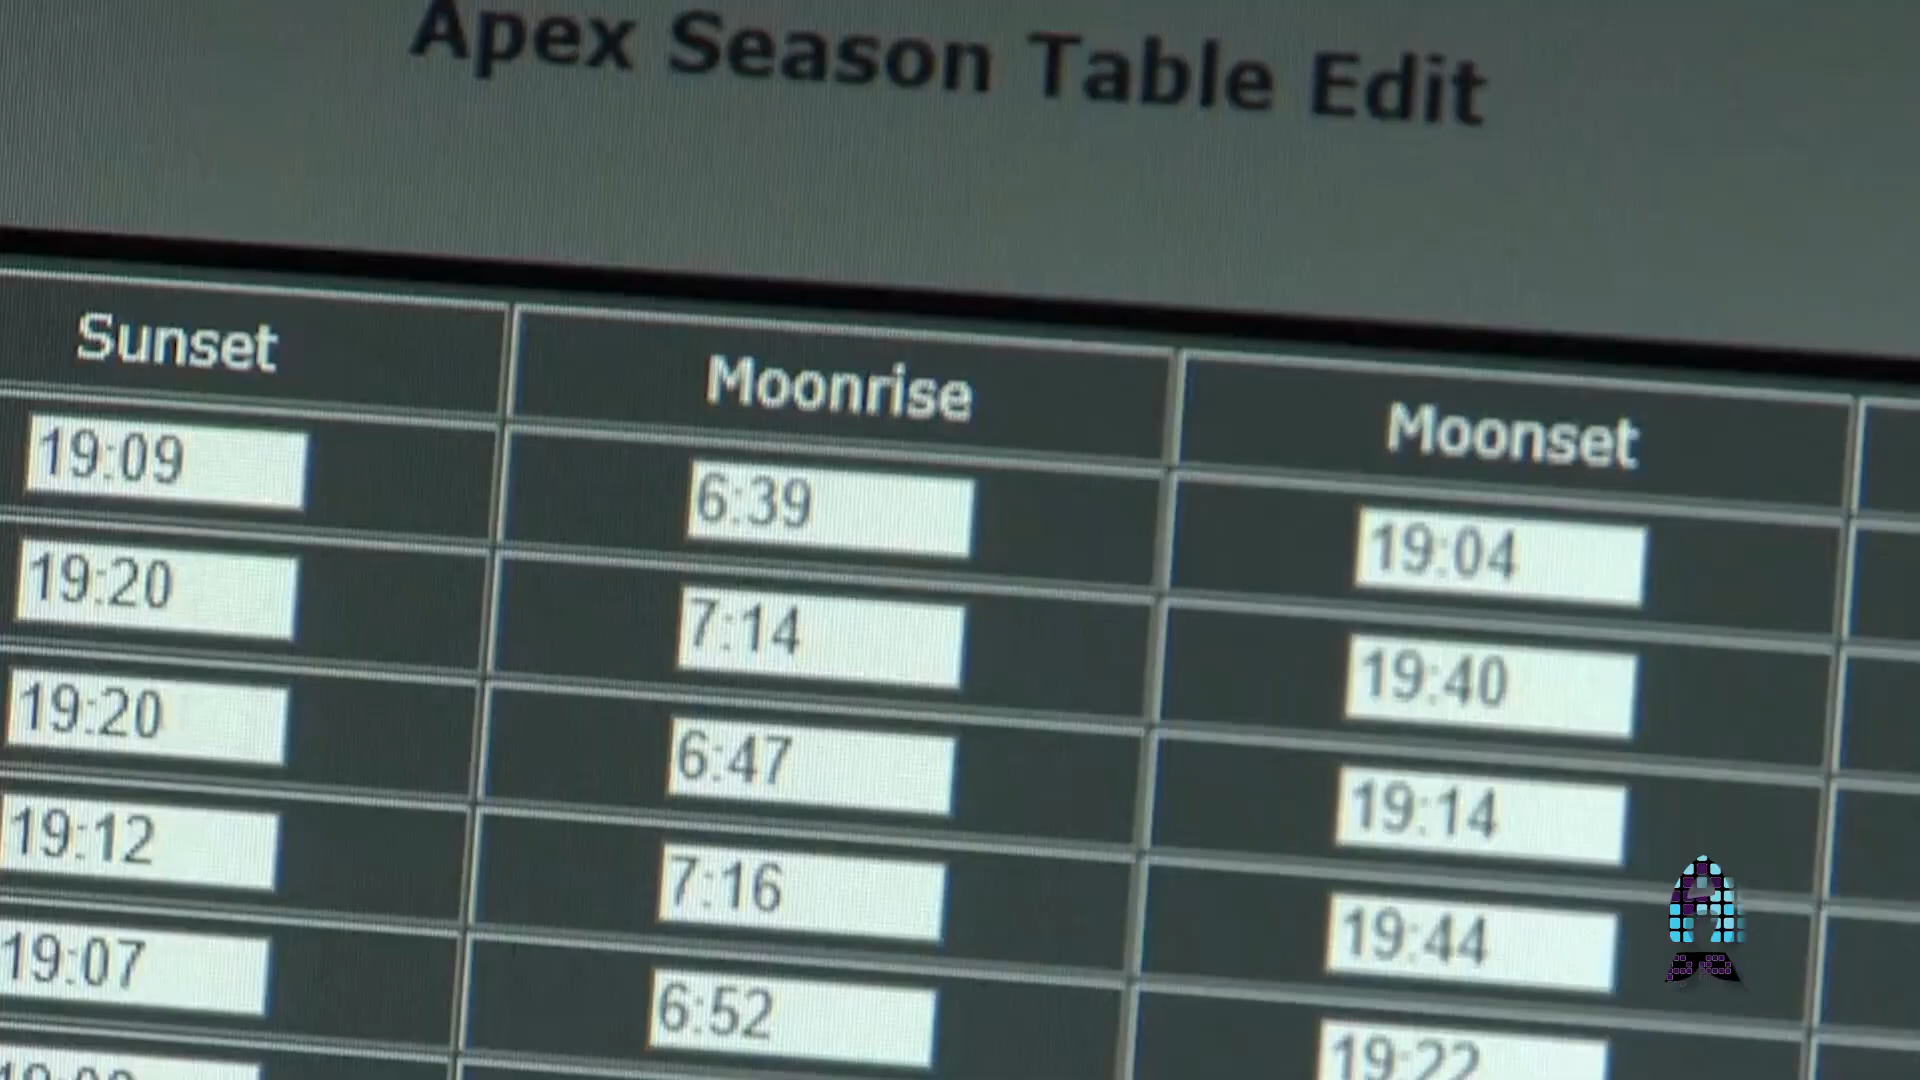 Apex Season Table Edit
Sunset Moonrise Moonset
19:09 6:39 19:04
19:20 7:14 19:40
19:20 6:47 19:14
19:12 7:16 19:44
19:07 6:52 19:22